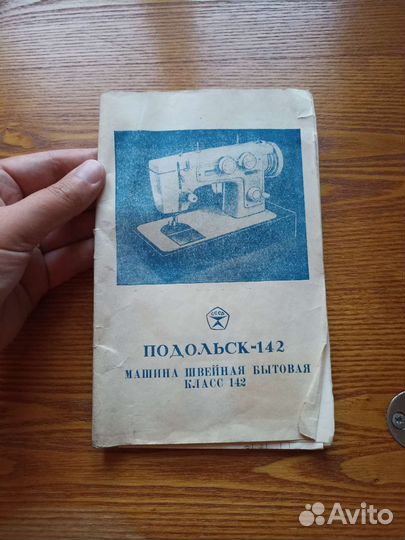 СССР
ПОДОЛЬСК-142
МАШИНА ШВЕЙНАЯ БЫТОВАЯ
КЛАСС 142
Avito